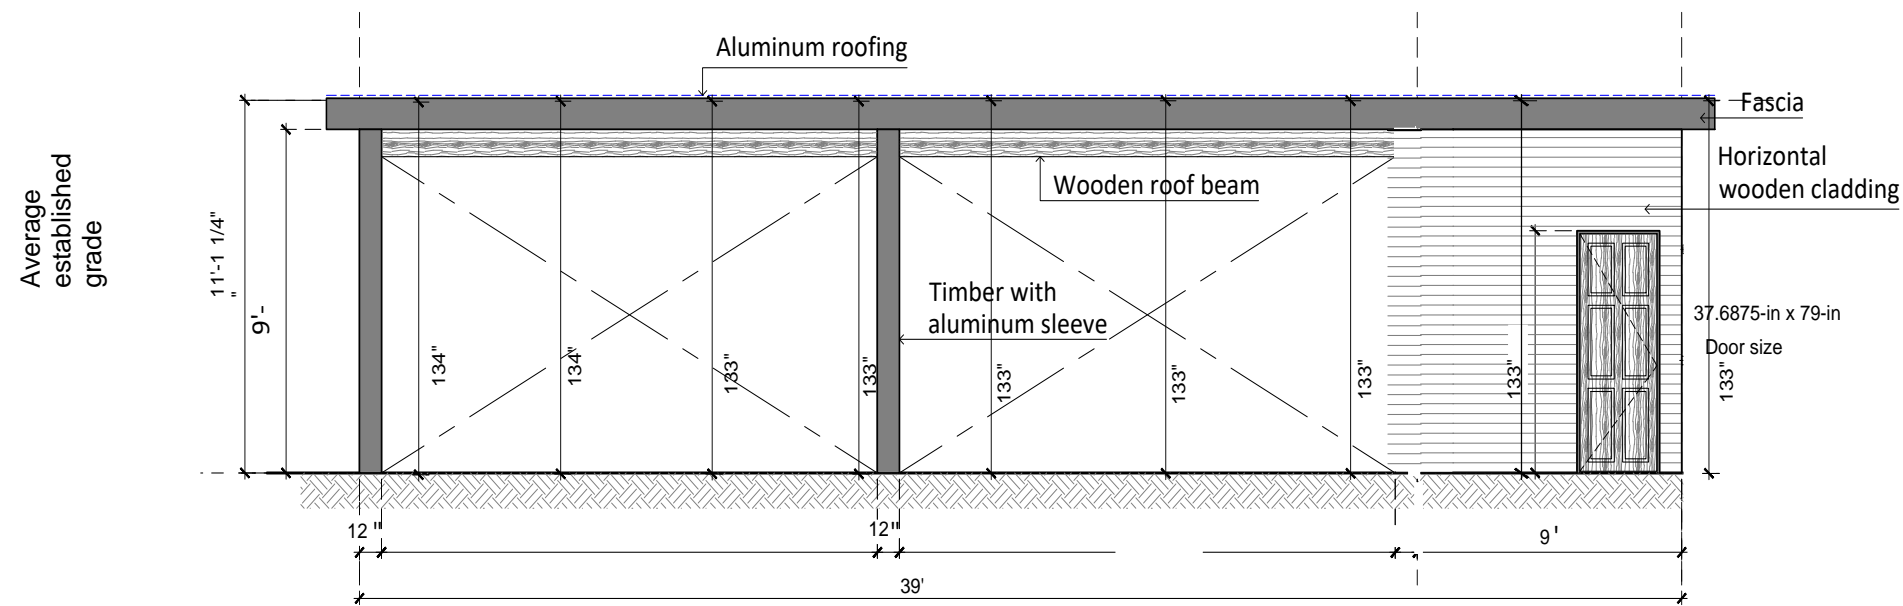 Aluminum roofing
Fascia
Horizontal
wooden cladding
Wooden roof beam
Average
established
grade
11'-1 1/4"
"
9'-
Timber with
aluminum sleeve
37.6875-in x 79-in
Door size
134"
134"
133"
133"
133"
133"
133"
133"
133"
12 "
12"
9'
39'